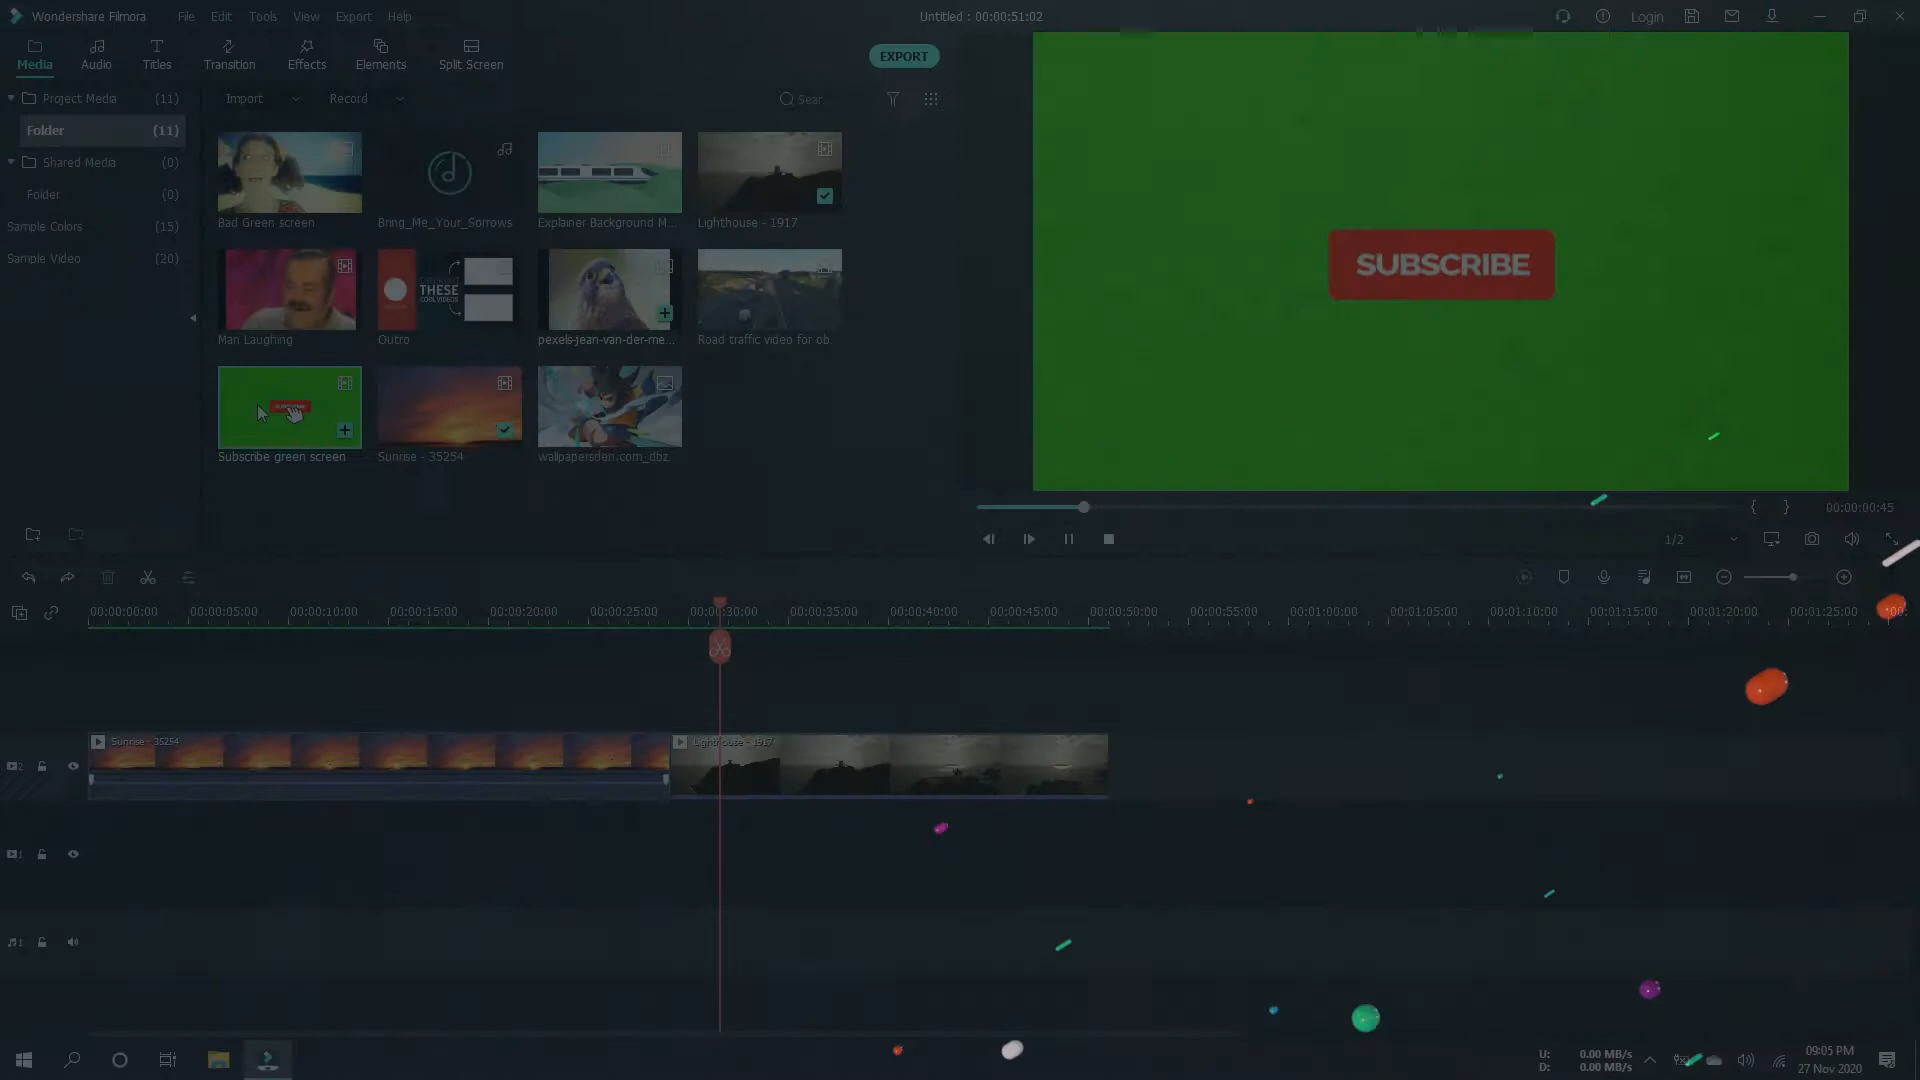 Wondershare Filmora File Edit Tools View Export Help Untitled : 00:00:51:02 Login
Media Audio Titles Transition Effects Elements Split Screen EXPORT
Project Media (11) Import Record Sear
Folder (11)
Shared Media (0)
Folder (0)
Sample Colors (15)
Sample Video (20)
Bad Green screen Bring_Me_Your_Sorrows Explainer Background M... Lighthouse - 1917
THESE
COOL VIDEOS
Man Laughing Outro pexels-jean-van-der-me... Road traffic video for ob
Subscribe green screen Sunrise - 35254 wallpapersden.com_dbz
SUBSCRIBE
{ } 00:00:00:45
1/2
00:00:00:00 00:00:05:00 00:00:10:00 00:00:15:00 00:00:20:00 00:00:25:00 00:00:30:00 00:00:35:00 00:00:40:00 00:00:45:00 00:00:50:00 00:00:55:00 00:01:00:00 00:01:05:00 00:01:10:00 00:01:15:00 00:01:20:00 00:01:25:00
Sunrise - 35254 Lighthouse - 1917
2
1
1
U: 0.00 MB/s
D: 0.00 MB/s
09:05 PM
27 Nov 2020